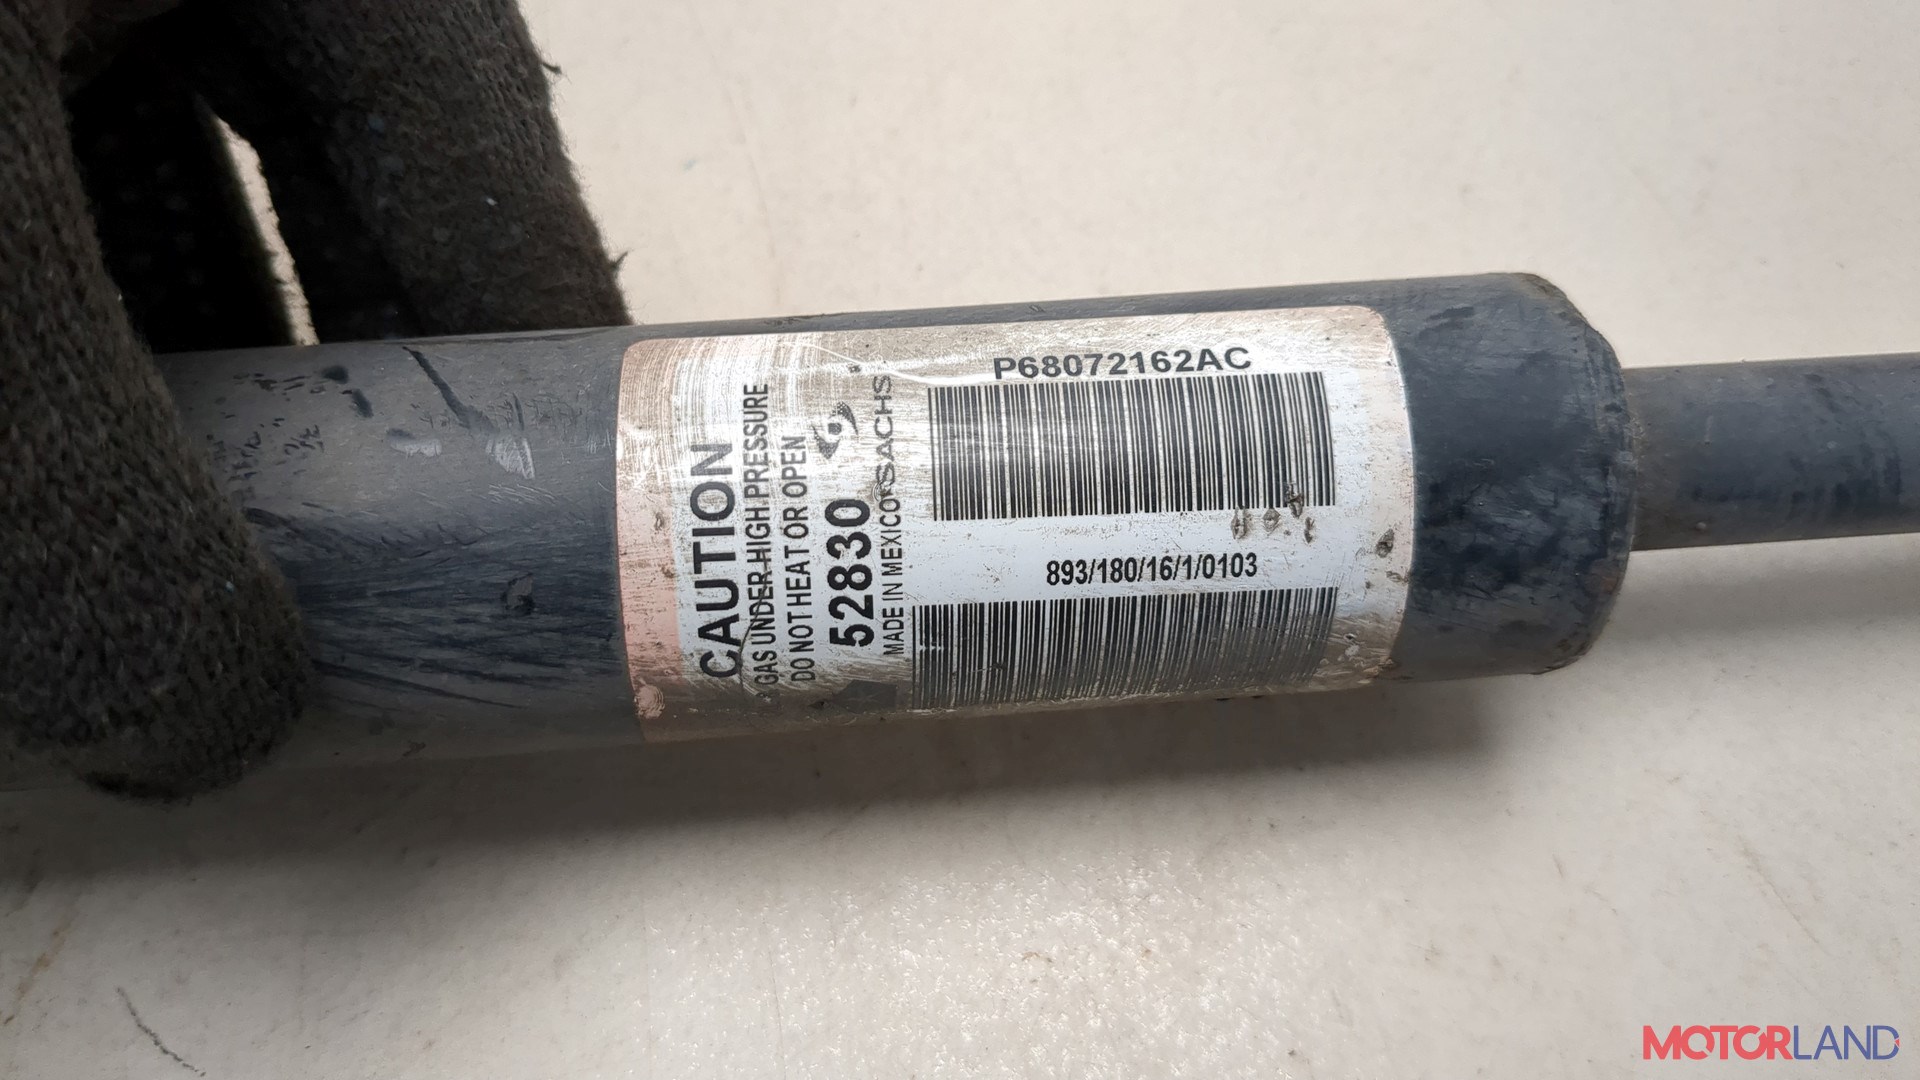 CAUTION
GAS UNDER HIGH PRESSURE
DO NOT HEAT OR OPEN
52830
MADE IN MEXICO
SACHS
P68072162AC
893/180/16/1/0103
MOTORLAND